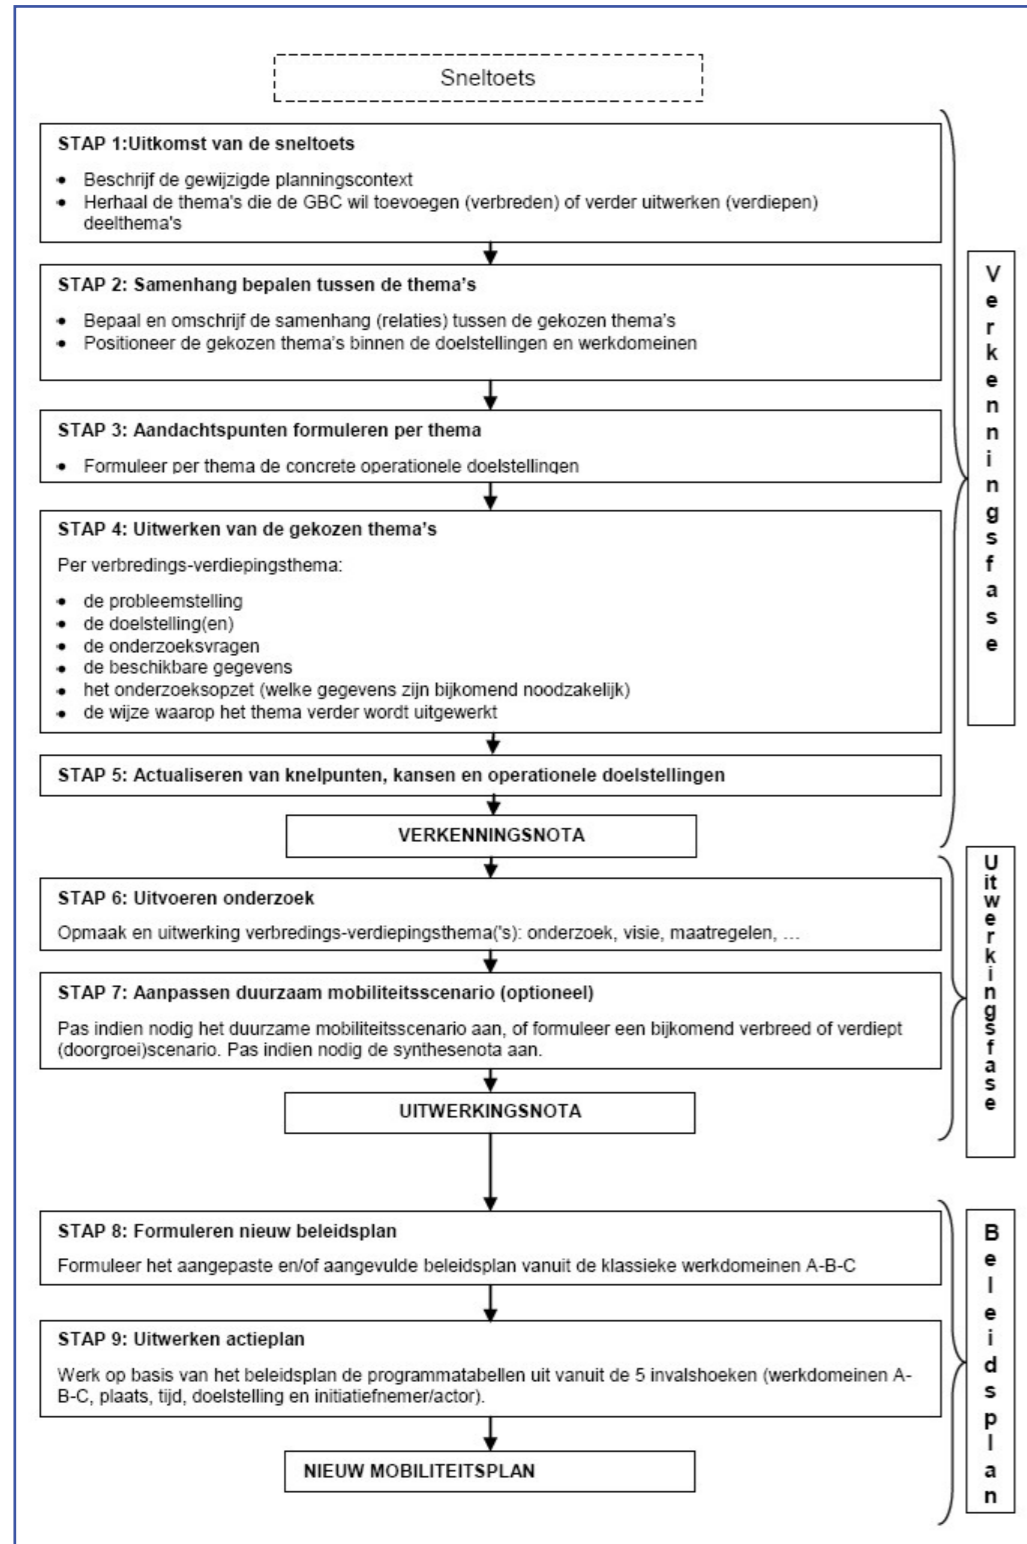 Sneltoets
STAP 1:Uitkomst van de sneltoets
• Beschrijf de gewijzigde planningscontext
• Herhaal de thema's die de GBC wil toevoegen (verbreden) of verder uitwerken (verdiepen)
deelthema's
STAP 2: Samenhang bepalen tussen de thema's
• Bepaal en omschrijf de samenhang (relaties) tussen de gekozen thema's
• Positioneer de gekozen thema's binnen de doelstellingen en werkdomeinen
STAP 3: Aandachtspunten formuleren per thema
• Formuleer per thema de concrete operationele doelstellingen
STAP 4: Uitwerken van de gekozen thema's
Per verbredings-verdiepingsthema:
• de probleemstelling
• de doelstelling(en)
• de onderzoeksvragen
• de beschikbare gegevens
• het onderzoeksopzet (welke gegevens zijn bijkomend noodzakelijk)
• de wijze waarop het thema verder wordt uitgewerkt
STAP 5: Actualiseren van knelpunten, kansen en operationele doelstellingen
VERKENNINGSNOTA
Verkenningsfase
STAP 6: Uitvoeren onderzoek
Opmaak en uitwerking verbredings-verdiepingsthema('s): onderzoek, visie, maatregelen, …
STAP 7: Aanpassen duurzaam mobiliteitsscenario (optioneel)
Pas indien nodig het duurzame mobiliteitsscenario aan, of formuleer een bijkomend verbreed of verdiept
(doorgroei)scenario. Pas indien nodig de synthesenota aan.
UITWERKINGSNOTA
Uitwerkingsfase
STAP 8: Formuleren nieuw beleidsplan
Formuleer het aangepaste en/of aangevulde beleidsplan vanuit de klassieke werkdomeinen A-B-C
STAP 9: Uitwerken actieplan
Werk op basis van het beleidsplan de programmatabellen uit vanuit de 5 invalshoeken (werkdomeinen A-
B-C, plaats, tijd, doelstelling en initiatiefnemer/actor).
NIEUW MOBILITEITSPLAN
Beleidsplan